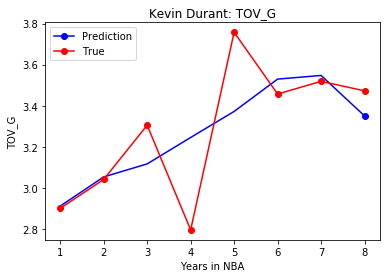 Kevin Durant: TOV_G
Prediction
True
TOV_G
3.8
3.6
3.4
3.2
3.0
2.8
1 2 3 4 5 6 7 8
Years in NBA